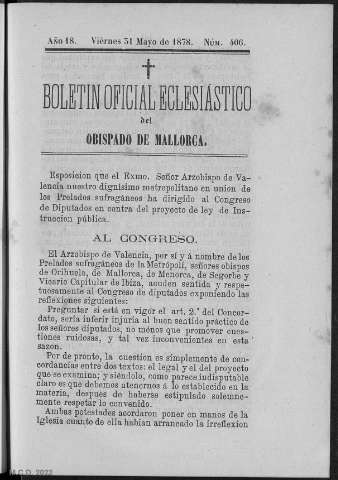 Año 18. Viérnes 31 Mayo de 1878. Núm. 406.
BOLETIN OFICIAL ECLESIÁSTICO
del
OBISPADO DE MALLORCA.
Esposicion que el Exmo. Señor Arzobispo de Va-
lencia nuestro dignísimo metropolitano en union de
los Prelados sufragáneos ha dirigido al Congreso
de Diputados en contra del proyecto de ley de Ins-
truccion pública.
AL CONGRESO.
El Arzobispo de Valencia, por sí y á nombre de los
Prelados sufragáneos de la Metrópoli, señores obispos
de Orihuela, de Mallorca, de Menorca, de Segorbe y
Vicario Capitular de Ibiza, acuden sentida y respe-
tuosamente al Congreso de diputados exponiendo las
reflexiones siguientes:
Preguntar si está en vigor el art. 2.º del Concor-
dato, seria inferir injuria al buen sentido práctico de
los señores diputados, no ménos que promover cues-
tiones ruidosas, y tal vez inconvenientes en esta
sazon.
Por de pronto, la cuestion es simplemente de con-
cordancias entre dos textos: el legal y el del proyecto
que se examina; y siéndolo, como parece indisputable
claro es que debemos atenernos á lo establecido en la
materia, despues de haberse estipulado solemne-
mente respetar lo convenido.
Ambas potestades acordaron poner en manos de la
Iglesia cuanto de ella habian arrancado la irreflexion
M.C.D. 2022